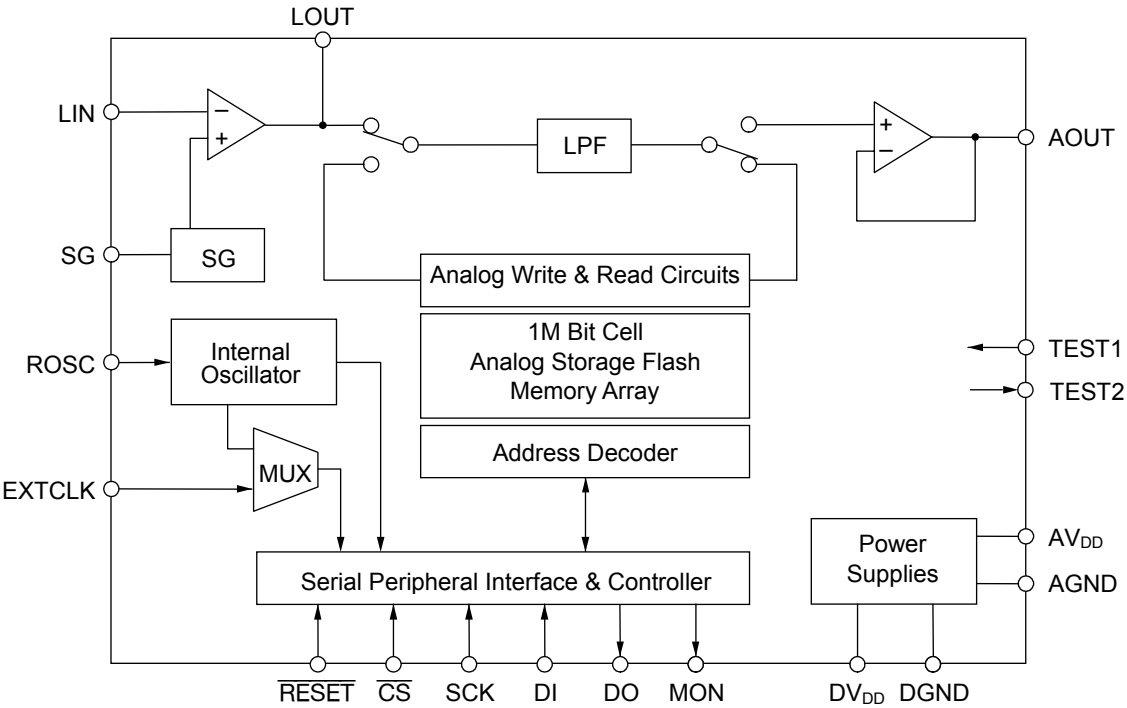 LOUT
LIN
−
+
LPF
+
−
AOUT
SG
SG
Analog Write & Read Circuits
1M Bit Cell
Analog Storage Flash
Memory Array
ROSC
Internal
Oscillator
TEST1
TEST2
Address Decoder
MUX
EXTCLK
Power
Supplies
AVDD
AGND
Serial Peripheral Interface & Controller
R̅E̅S̅E̅T̅ C̅S̅ SCK DI DO MON DVDD DGND